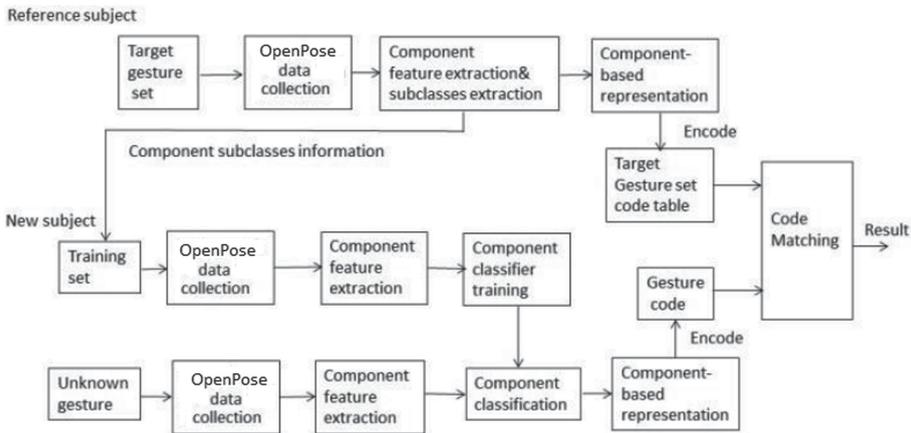 Reference subject
Target
gesture
set
OpenPose
data
collection
Component
feature extraction&
subclasses extraction
Component-
based
representation
Encode
Component subclasses information
Target
Gesture set
code table
Code
Matching
Result
New subject
Training
set
OpenPose
data
collection
Component
feature
extraction
Component
classifier
training
Gesture
code
Encode
Unknown
gesture
OpenPose
data
collection
Component
feature
extraction
Component
classification
Component-
based
representation